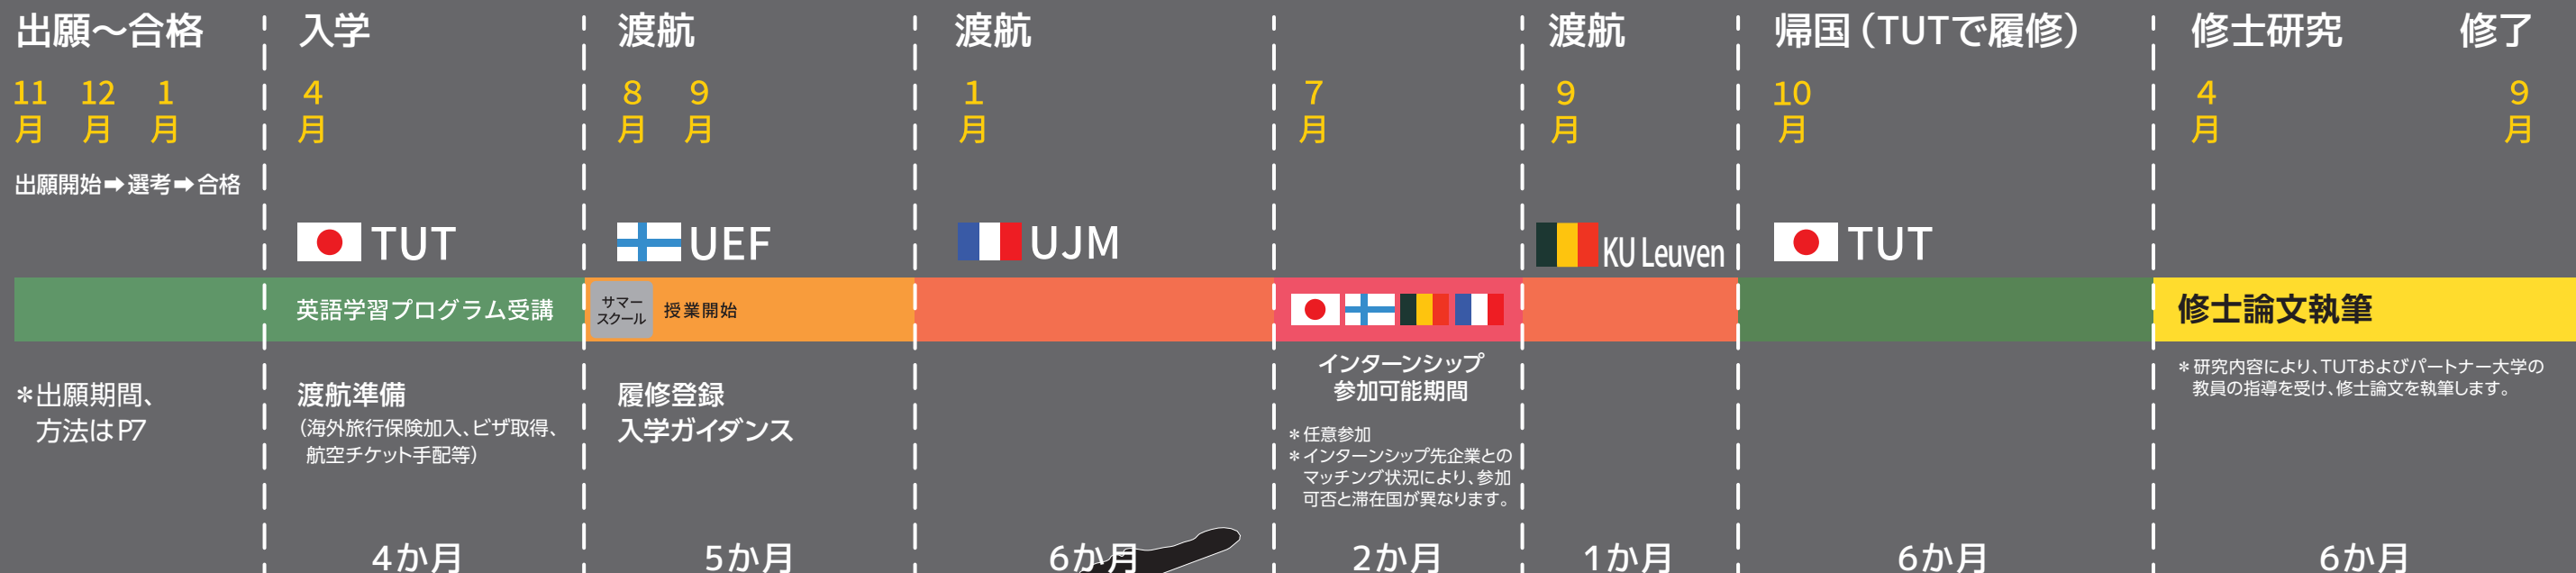 出願〜合格
11月 12月 1月
出願開始➡選考➡合格
＊出願期間、
方法はP7
入学
4月
TUT
英語学習プログラム受講
渡航準備
（海外旅行保険加入、ビザ取得、
航空チケット手配等）
4か月
渡航
8月 9月
UEF
サマー
スクール
授業開始
履修登録
入学ガイダンス
5か月
渡航
1月
UJM
6か月
7月
インターンシップ
参加可能期間
＊任意参加
＊インターンシップ先企業との
マッチング状況により、参加
可否と滞在国が異なります。
2か月
渡航
9月
KU Leuven
1か月
帰国（TUTで履修）
10月
TUT
6か月
修士研究 修了
4月 9月
修士論文執筆
＊研究内容により、TUTおよびパートナー大学の
教員の指導を受け、修士論文を執筆します。
6か月